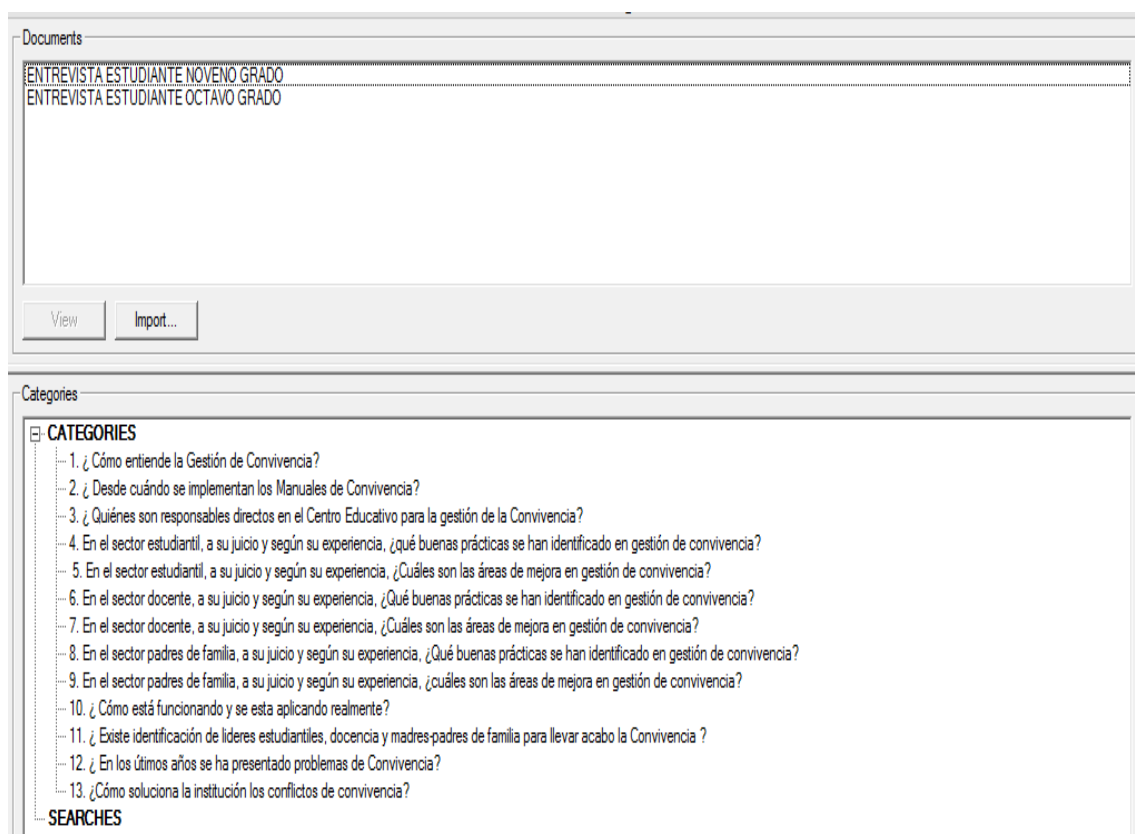 Documents
ENTREVISTA ESTUDIANTE NOVENO GRADO
ENTREVISTA ESTUDIANTE OCTAVO GRADO
View Import...
Categories
CATEGORIES
1. ¿ Cómo entiende la Gestión de Convivencia?
2. ¿ Desde cuándo se implementan los Manuales de Convivencia?
3. ¿ Quiénes son responsables directos en el Centro Educativo para la gestión de la Convivencia?
4. En el sector estudiantil, a su juicio y según su experiencia, ¿qué buenas prácticas se han identificado en gestión de convivencia?
5. En el sector estudiantil, a su juicio y según su experiencia, ¿Cuáles son las áreas de mejora en gestión de convivencia?
6. En el sector docente, a su juicio y según su experiencia, ¿Qué buenas prácticas se han identificado en gestión de convivencia?
7. En el sector docente, a su juicio y según su experiencia, ¿Cuáles son las áreas de mejora en gestión de convivencia?
8. En el sector padres de familia, a su juicio y según su experiencia, ¿Qué buenas prácticas se han identificado en gestión de convivencia?
9. En el sector padres de familia, a su juicio y según su experiencia, ¿cuáles son las áreas de mejora en gestión de convivencia?
10. ¿ Cómo está funcionando y se esta aplicando realmente?
11. ¿ Existe identificación de lideres estudiantiles, docencia y madres-padres de familia para llevar acabo la Convivencia ?
12. ¿ En los útimos años se ha presentado problemas de Convivencia?
13. ¿Cómo soluciona la institución los conflictos de convivencia?
SEARCHES